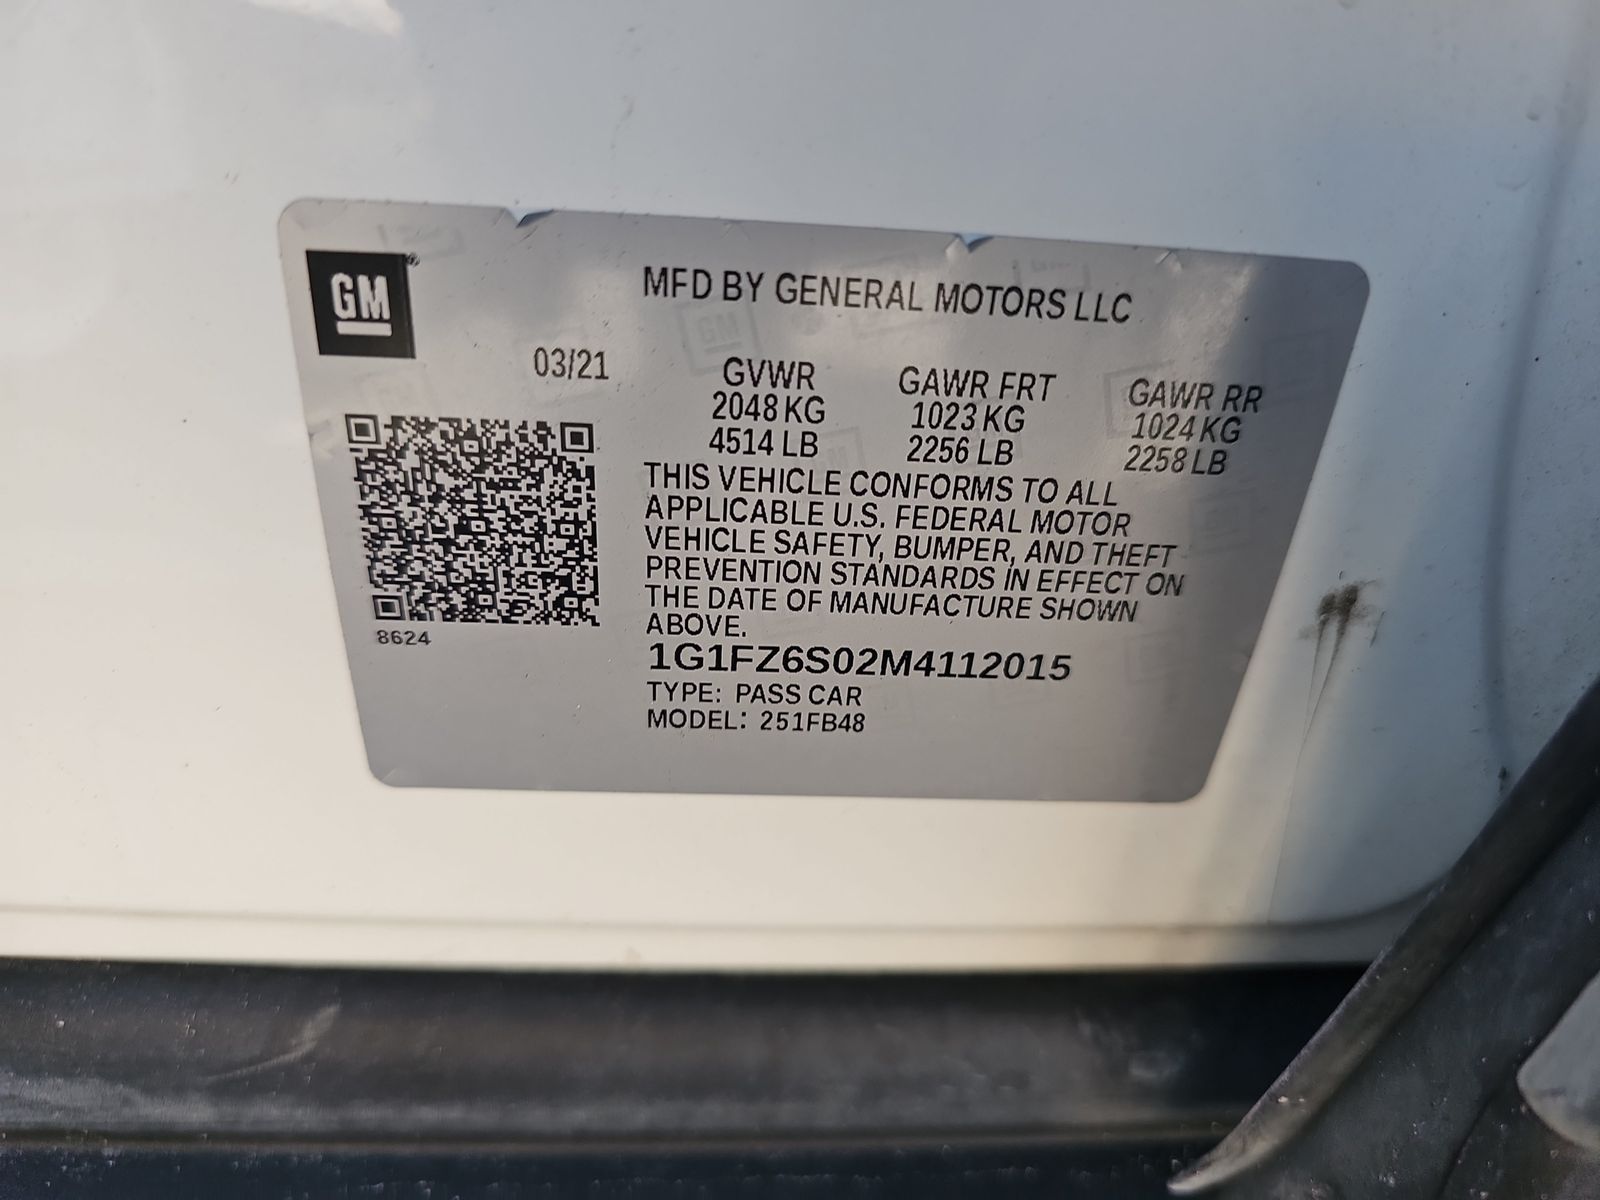 GM
MFD BY GENERAL MOTORS LLC
03/21
GVWR GAWR FRT GAWR RR
2048 KG 1023 KG 1024 KG
4514 LB 2256 LB 2258 LB
THIS VEHICLE CONFORMS TO ALL
APPLICABLE U.S. FEDERAL MOTOR
VEHICLE SAFETY, BUMPER, AND THEFT
PREVENTION STANDARDS IN EFFECT ON
THE DATE OF MANUFACTURE SHOWN
ABOVE.
8624
1G1FZ6S02M4112015
TYPE: PASS CAR
MODEL: 251FB48